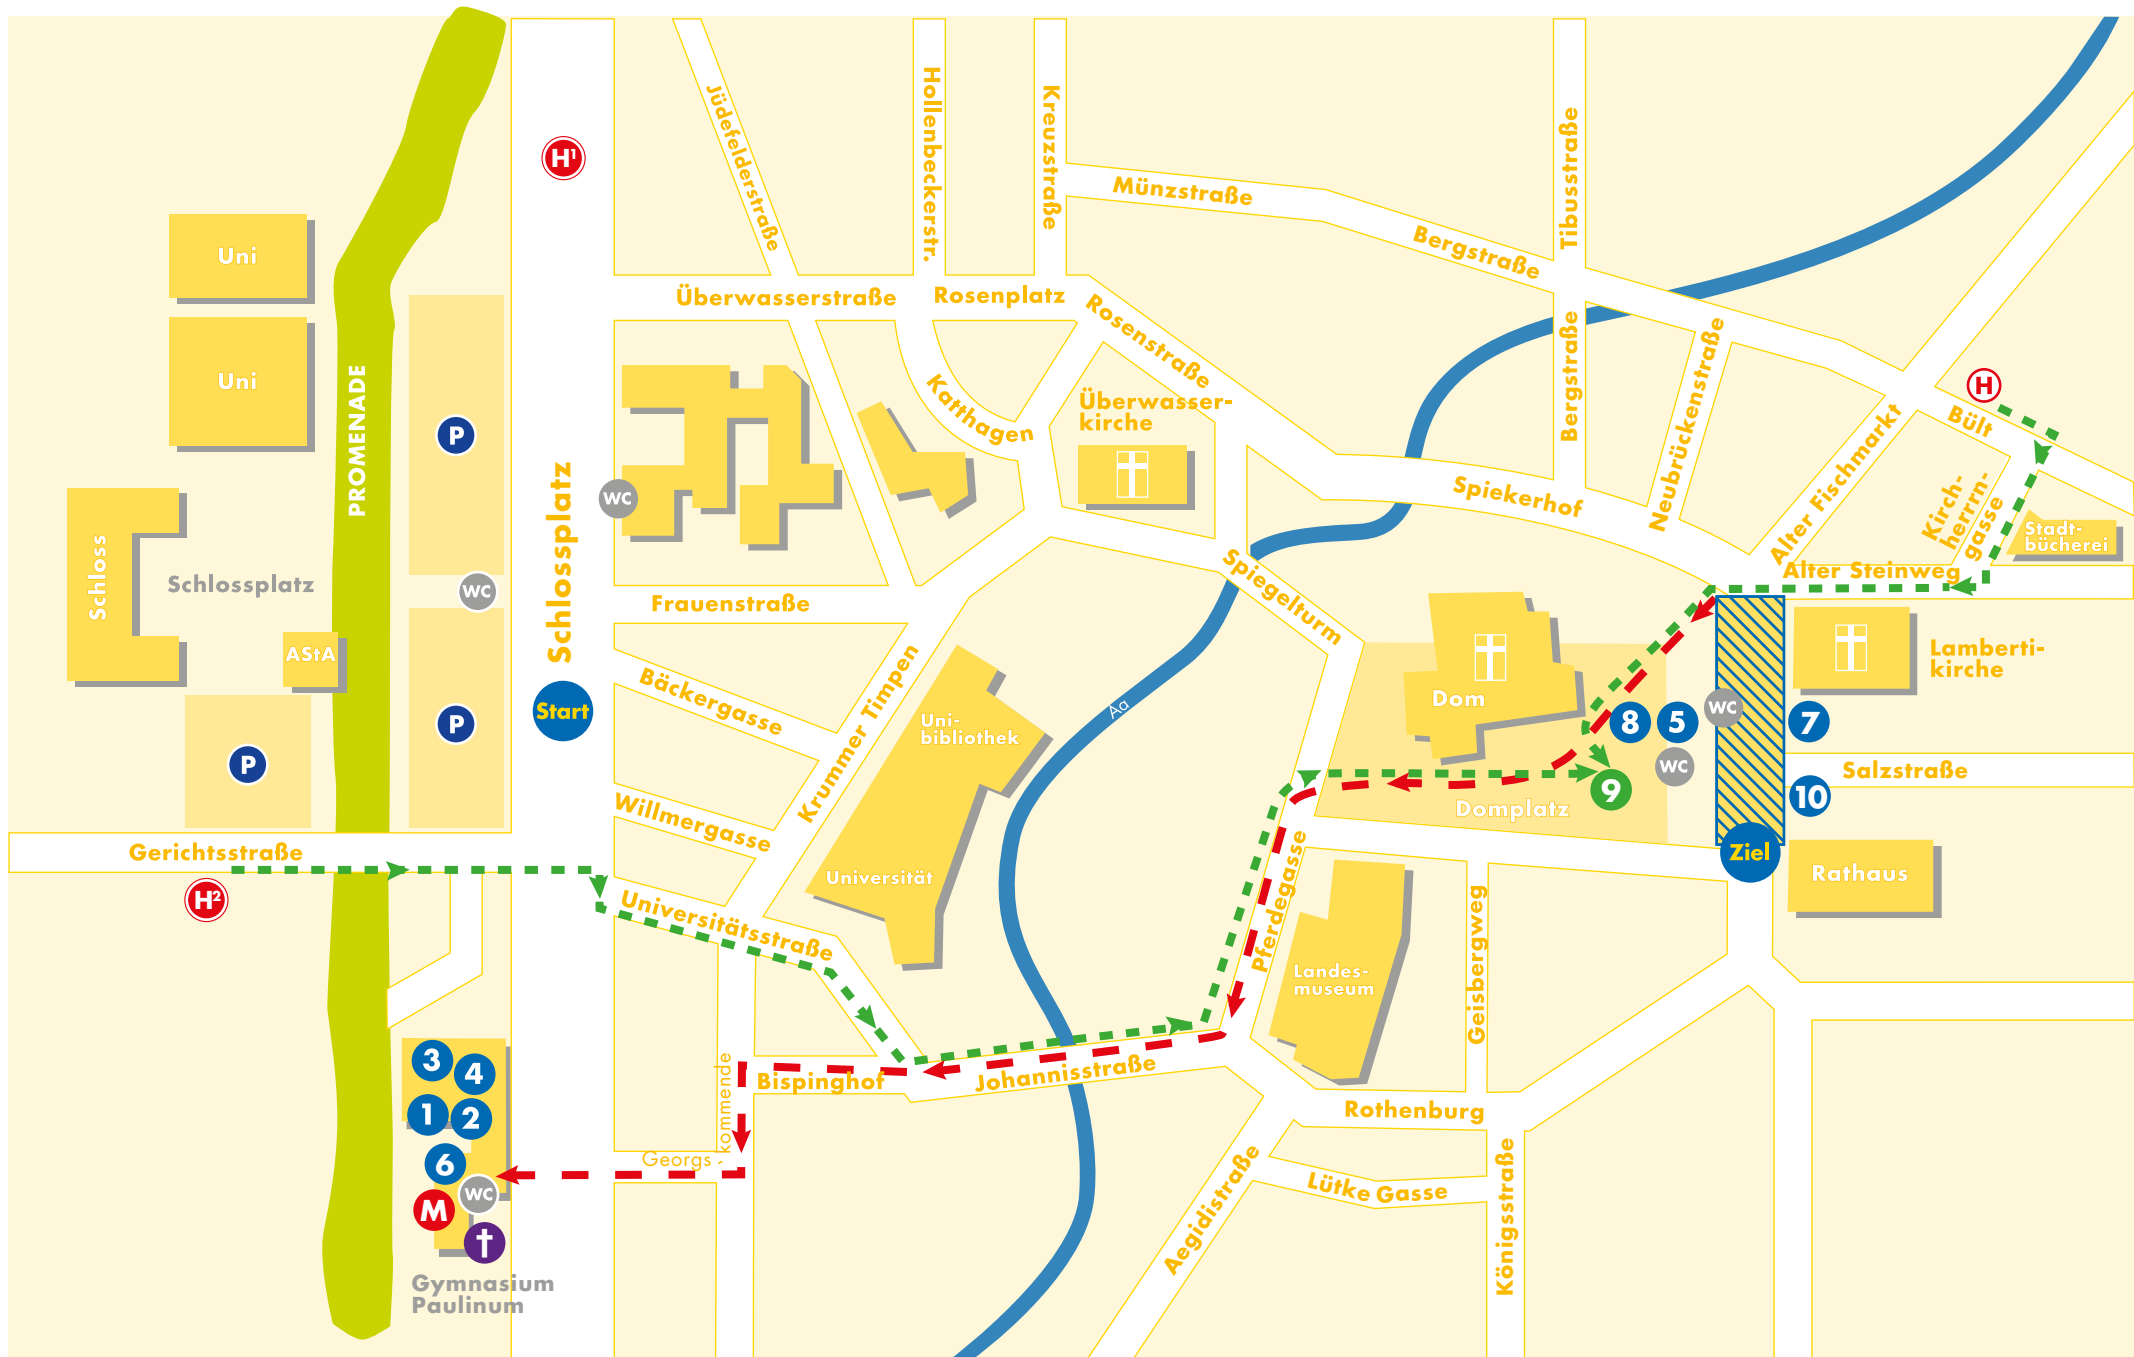 Jüdefelderstraße
Hollenbeckerstr.
Kreuzstraße
Münzstraße
Bergstraße
Tibusstraße
H¹
Uni
Uni
PROMENADE
P
Überwasserstraße
Rosenplatz
Rosenstraße
Katthagen
Überwasser-
kirche
Bergstraße
Neubrückenstraße
Alter Fischmarkt
H
Bült
Kirch-
herrn-
gasse
Stadt-
bücherei
Alter Steinweg
Spiekerhof
Spiegelturm
WC
Schlossplatz
Schloss
Schlossplatz
WC
AStA
Frauenstraße
Start
P
P
Bäckergasse
Krummer Timpen
Willmergasse
Uni-
bibliothek
Universität
Aa
Dom
8
5
WC
WC
7
Lamberti-
kirche
Salzstraße
9
10
Domplatz
Ziel
Rathaus
Gerichtsstraße
H²
Universitätsstraße
Pferdegasse
Landes-
museum
Geisbergweg
3
4
1
2
6
WC
M
Gymnasium
Paulinum
Georgs-
kommende
Bispinghof
Johannisstraße
Rothenburg
Aegidistraße
Lütke Gasse
Königsstraße